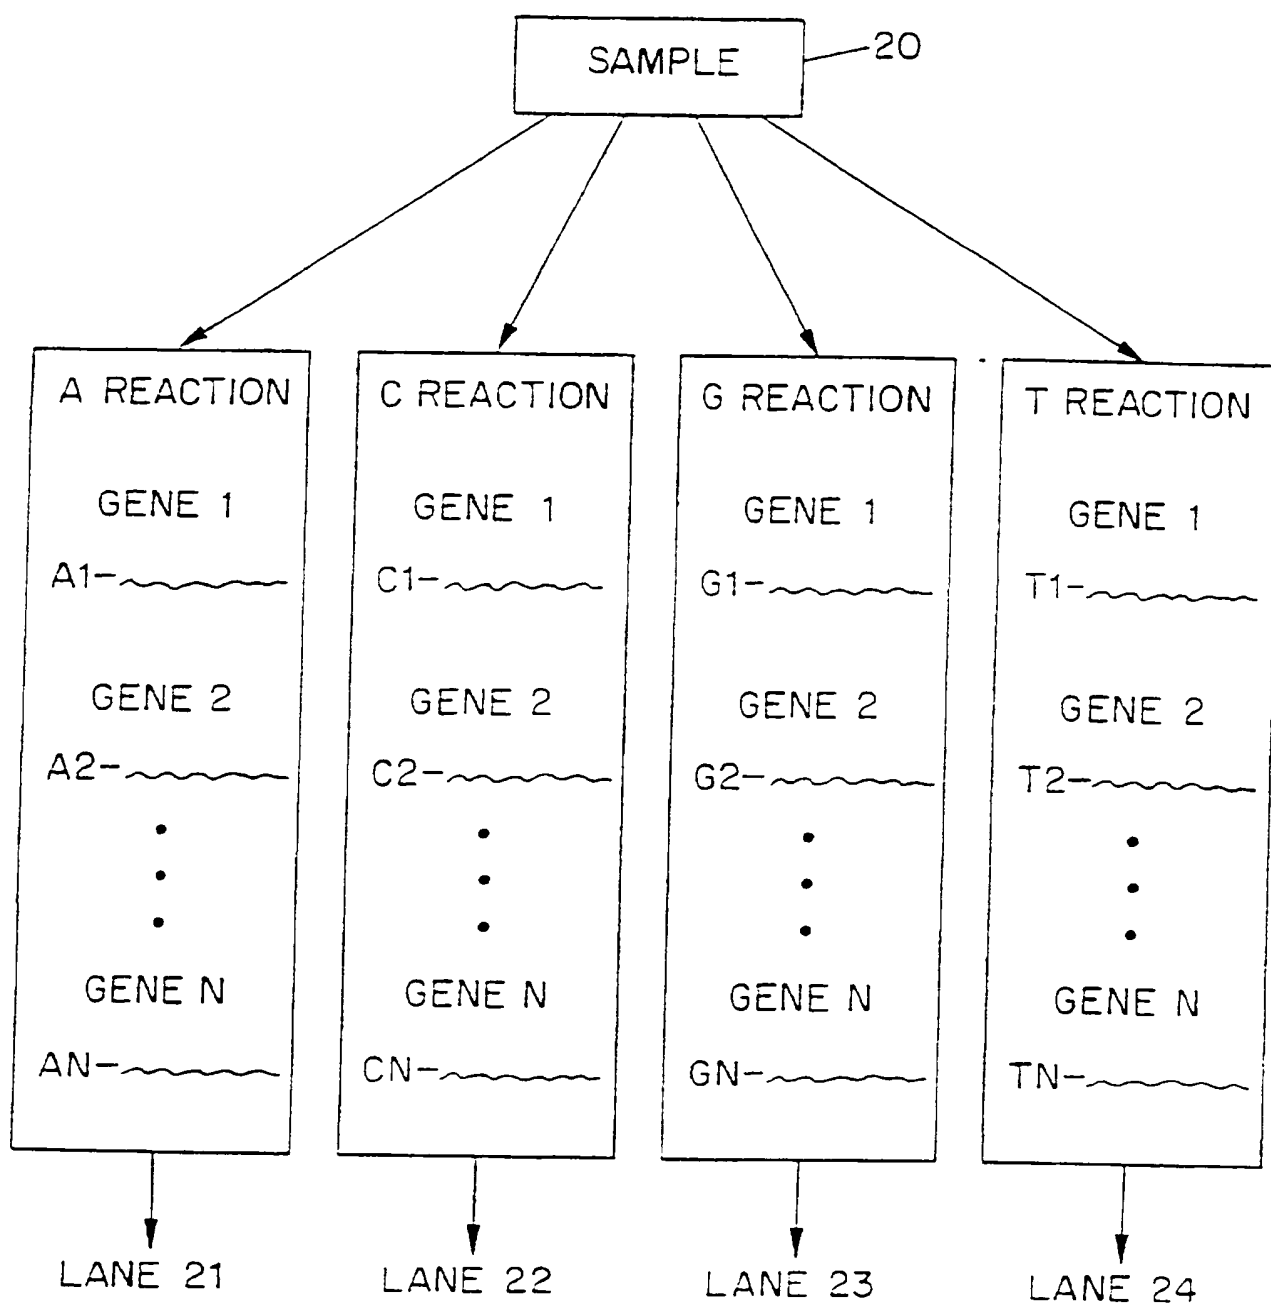 SAMPLE 20
A REACTION
GENE 1
A1-
GENE 2
A2-
GENE N
AN-
LANE 21
C REACTION
GENE 1
C1-
GENE 2
C2-
GENE N
CN-
LANE 22
G REACTION
GENE 1
G1-
GENE 2
G2-
GENE N
GN-
LANE 23
T REACTION
GENE 1
T1-
GENE 2
T2-
GENE N
TN-
LANE 24